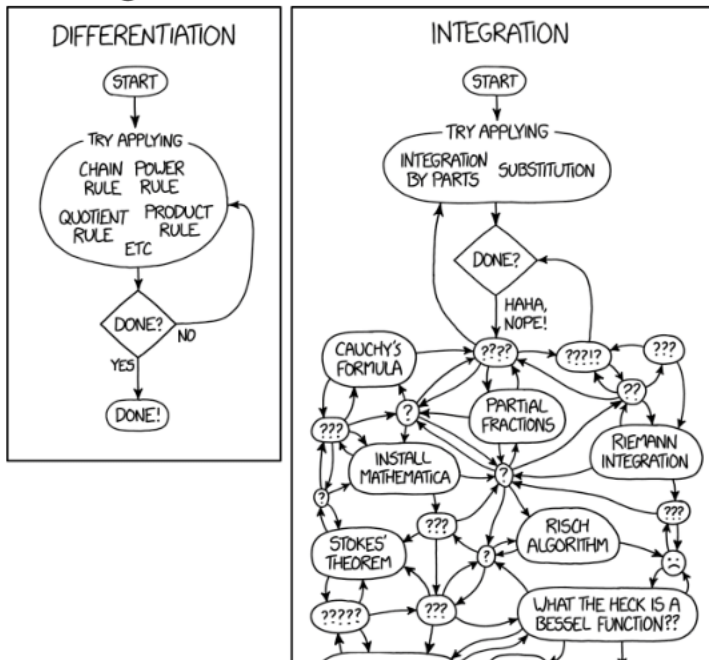 DIFFERENTIATION
START
TRY APPLYING
CHAIN RULE
POWER RULE
QUOTIENT RULE
PRODUCT RULE
ETC
DONE?
NO
YES
DONE!
INTEGRATION
START
TRY APPLYING
INTEGRATION BY PARTS
SUBSTITUTION
DONE?
HAHA, NOPE!
CAUCHY'S FORMULA
????
???!?
???
??
?
PARTIAL FRACTIONS
???
RIEMANN INTEGRATION
INSTALL MATHEMATICA
?
?
???
???
RISCH ALGORITHM
STOKES' THEOREM
?
?????
???
WHAT THE HECK IS A BESSEL FUNCTION??